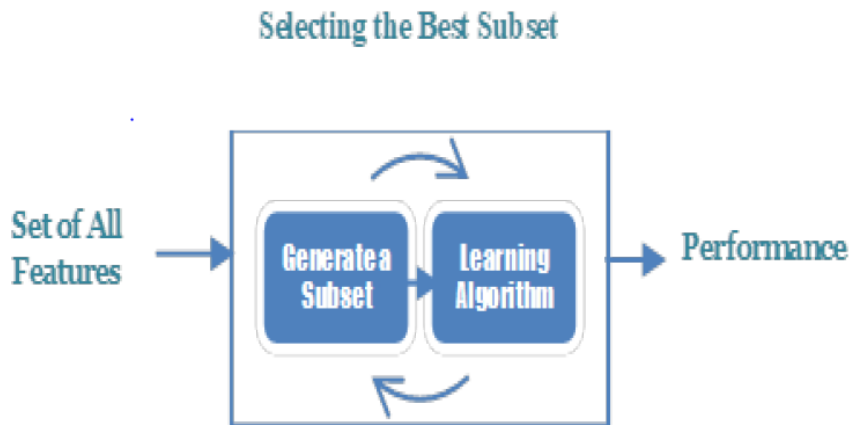 Selecting the Best Subset
Set of All
Features
Generate a
Subset
Learning
Algorithm
Performance